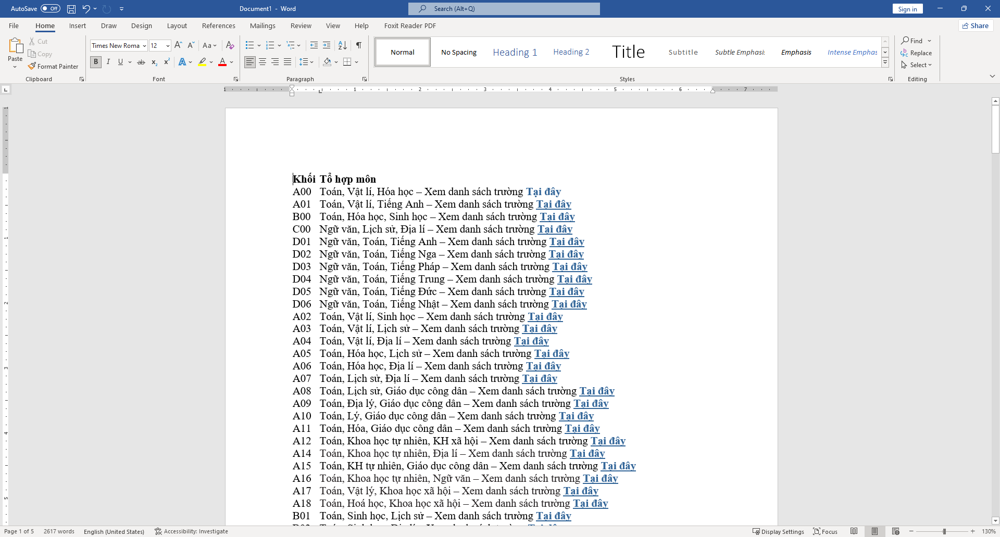 AutoSave Off Document1 - Word Search (Alt+Q) Sign in
File Home Insert Draw Design Layout References Mailings Review View Help Foxit Reader PDF Share
Paste Cut Copy Format Painter Clipboard
Times New Roma 12 Font
Paragraph
Normal No Spacing Heading 1 Heading 2 Title Subtitle Subtle Emphasis Emphasis Intense Emphas Styles
Find Replace Select Editing
1 1 2 3 4 5 6 7
Khối Tổ hợp môn
A00 Toán, Vật lí, Hóa học – Xem danh sách trường Tại đây
A01 Toán, Vật lí, Tiếng Anh – Xem danh sách trường Tại đây
B00 Toán, Hóa học, Sinh học – Xem danh sách trường Tại đây
C00 Ngữ văn, Lịch sử, Địa lí – Xem danh sách trường Tại đây
D01 Ngữ văn, Toán, Tiếng Anh – Xem danh sách trường Tại đây
D02 Ngữ văn, Toán, Tiếng Nga – Xem danh sách trường Tại đây
D03 Ngữ văn, Toán, Tiếng Pháp – Xem danh sách trường Tại đây
D04 Ngữ văn, Toán, Tiếng Trung – Xem danh sách trường Tại đây
D05 Ngữ văn, Toán, Tiếng Đức – Xem danh sách trường Tại đây
D06 Ngữ văn, Toán, Tiếng Nhật – Xem danh sách trường Tại đây
A02 Toán, Vật lí, Sinh học – Xem danh sách trường Tại đây
A03 Toán, Vật lí, Lịch sử – Xem danh sách trường Tại đây
A04 Toán, Vật lí, Địa lí – Xem danh sách trường Tại đây
A05 Toán, Hóa học, Lịch sử – Xem danh sách trường Tại đây
A06 Toán, Hóa học, Địa lí – Xem danh sách trường Tại đây
A07 Toán, Lịch sử, Địa lí – Xem danh sách trường Tại đây
A08 Toán, Lịch sử, Giáo dục công dân – Xem danh sách trường Tại đây
A09 Toán, Địa lý, Giáo dục công dân – Xem danh sách trường Tại đây
A10 Toán, Lý, Giáo dục công dân – Xem danh sách trường Tại đây
A11 Toán, Hóa, Giáo dục công dân – Xem danh sách trường Tại đây
A12 Toán, Khoa học tự nhiên, KH xã hội – Xem danh sách trường Tại đây
A14 Toán, Khoa học tự nhiên, Địa lí – Xem danh sách trường Tại đây
A15 Toán, KH tự nhiên, Giáo dục công dân – Xem danh sách trường Tại đây
A16 Toán, Khoa học tự nhiên, Ngữ văn – Xem danh sách trường Tại đây
A17 Toán, Vật lý, Khoa học xã hội – Xem danh sách trường Tại đây
A18 Toán, Hoá học, Khoa học xã hội – Xem danh sách trường Tại đây
B01 Toán, Sinh học, Lịch sử – Xem danh sách trường Tại đây
Page 1 of 5 2617 words English (United States) Accessibility: Investigate Display Settings Focus 130%